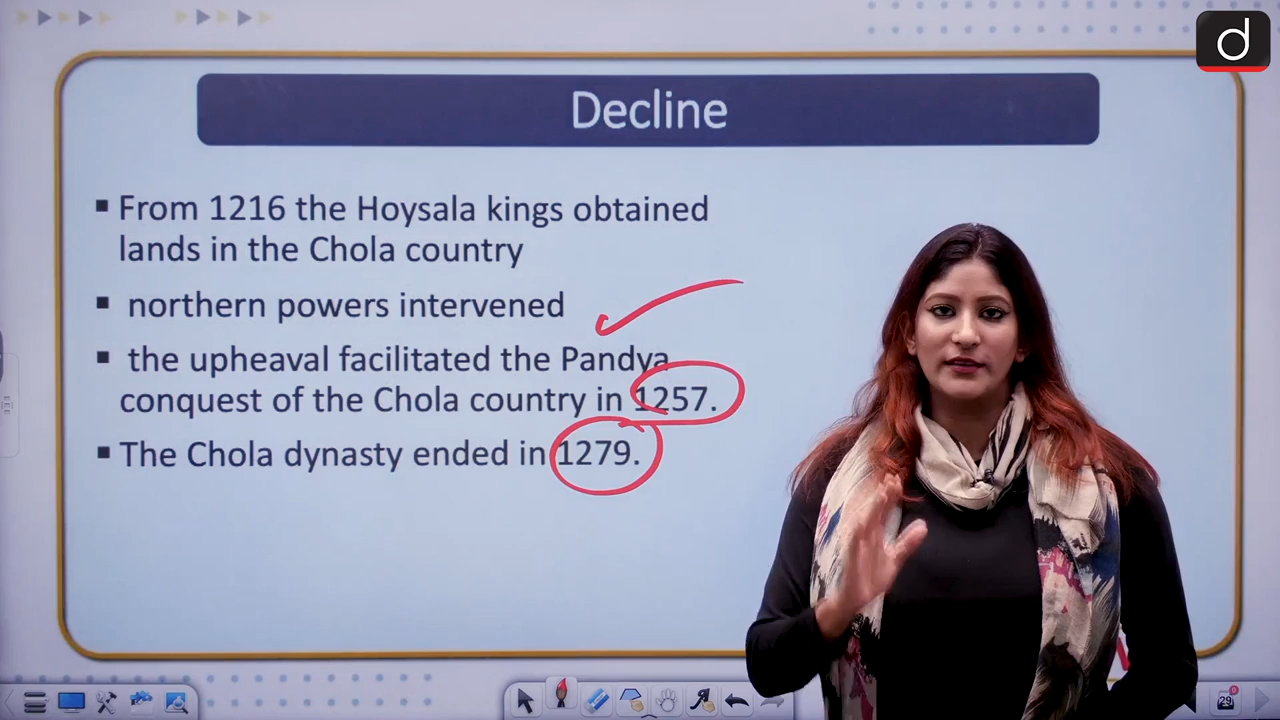 d
Decline
▪ From 1216 the Hoysala kings obtained
lands in the Chola country
▪ northern powers intervened
▪ the upheaval facilitated the Pandya
conquest of the Chola country in 1257.
▪ The Chola dynasty ended in 1279.
29